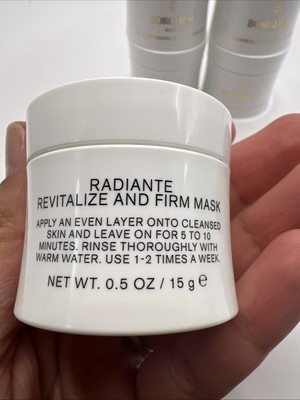 RADIANTE
REVITALIZE AND FIRM MASK
APPLY AN EVEN LAYER ONTO CLEANSED
SKIN AND LEAVE ON FOR 5 TO 10
MINUTES. RINSE THOROUGHLY WITH
WARM WATER. USE 1-2 TIMES A WEEK.
NET WT. 0.5 OZ / 15 g ℮